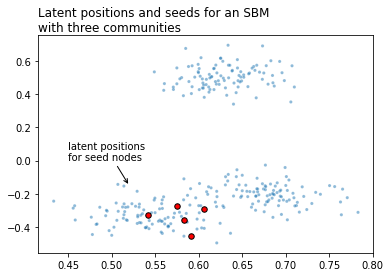 Latent positions and seeds for an SBM
with three communities
0.6
0.4
0.2
0.0
−0.2
−0.4
latent positions
for seed nodes
0.45 0.50 0.55 0.60 0.65 0.70 0.75 0.80